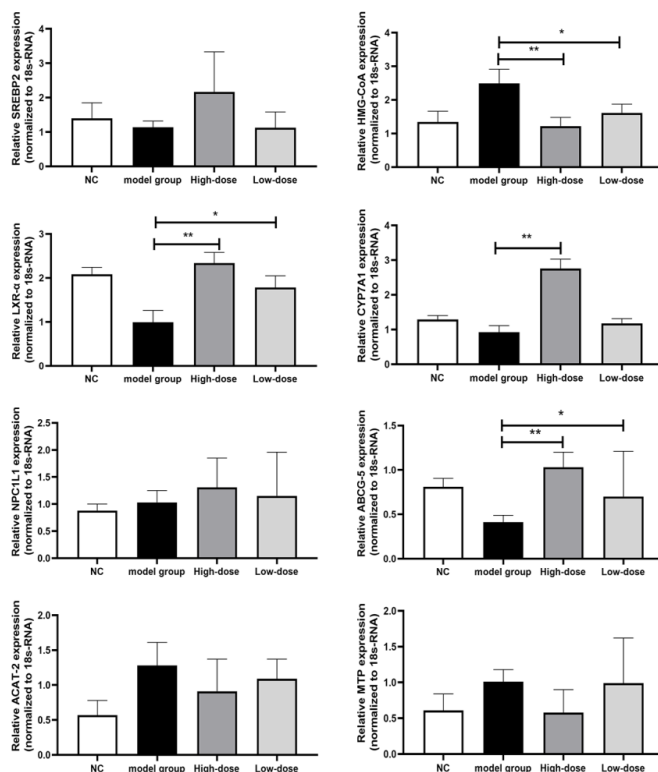 Relative SREBP2 expression
(normalized to 18s-RNA)
4
3
2
1
0
NC model group High-dose Low-dose
Relative HMG-CoA expression
(normalized to 18s-RNA)
4
3
2
1
0
*
**
NC model group High-dose Low-dose
Relative LXR-α expression
(normalized to 18s-RNA)
3
2
1
0
*
**
NC model group High-dose Low-dose
Relative CYP7A1 expression
(normalized to 18s-RNA)
4
3
2
1
0
**
NC model group High-dose Low-dose
Relative NPC1L1 expression
(normalized to 18s-RNA)
2.5
2.0
1.5
1.0
0.5
0.0
NC model group High-dose Low-dose
Relative ABCG-5 expression
(normalized to 18s-RNA)
1.5
1.0
0.5
0.0
*
**
NC model group High-dose Low-dose
Relative ACAT-2 expression
(normalized to 18s-RNA)
2.0
1.5
1.0
0.5
0.0
NC model group High-dose Low-dose
Relative MTP expression
(normalized to 18s-RNA)
2.0
1.5
1.0
0.5
0.0
NC model group High-dose Low-dose